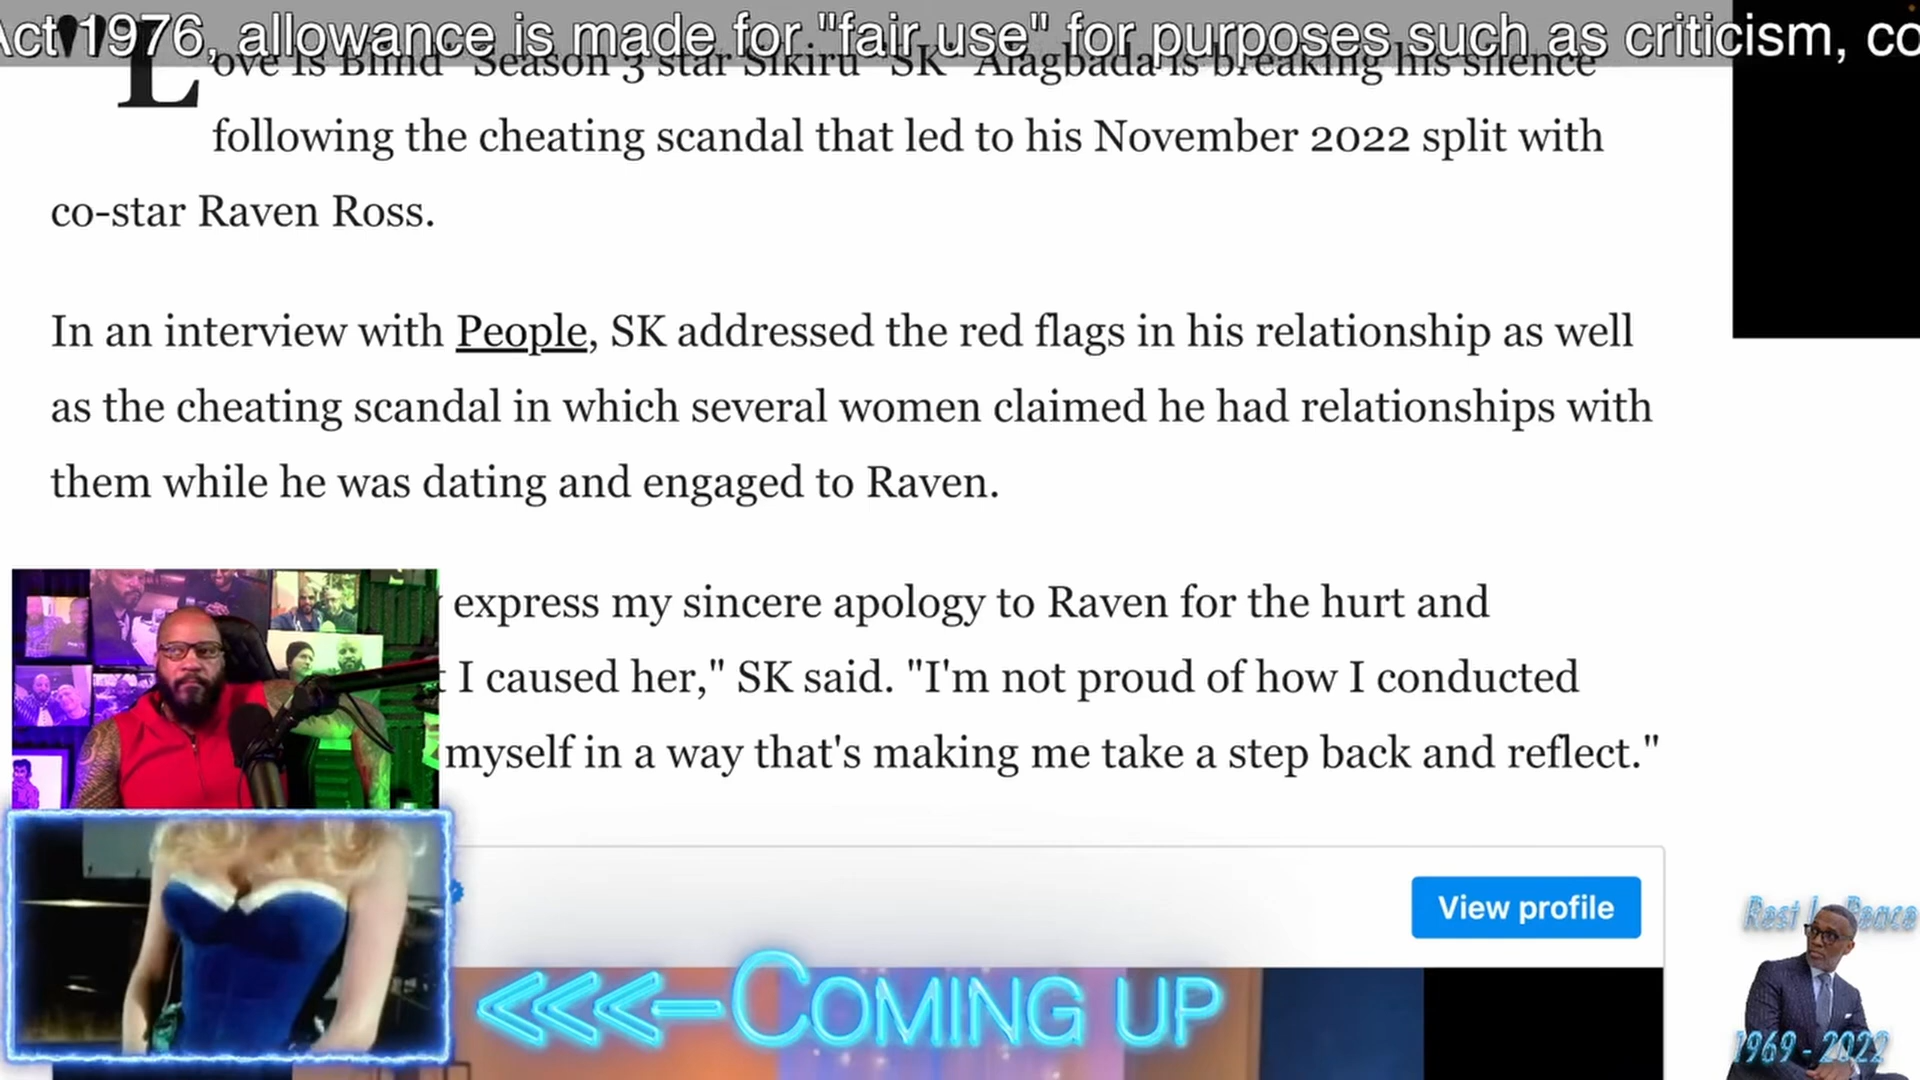 Act 1976, allowance is made for "fair use" for purposes such as criticism, co
"Love Is Blind" Season 3 star Sikiru "SK" Alagbada is breaking his silence
following the cheating scandal that led to his November 2022 split with
co-star Raven Ross.
In an interview with People, SK addressed the red flags in his relationship as well
as the cheating scandal in which several women claimed he had relationships with
them while he was dating and engaged to Raven.
express my sincere apology to Raven for the hurt and
I caused her," SK said. "I'm not proud of how I conducted
myself in a way that's making me take a step back and reflect."
View profile
<<<-Coming up
Rest In Peace
1969 - 2022